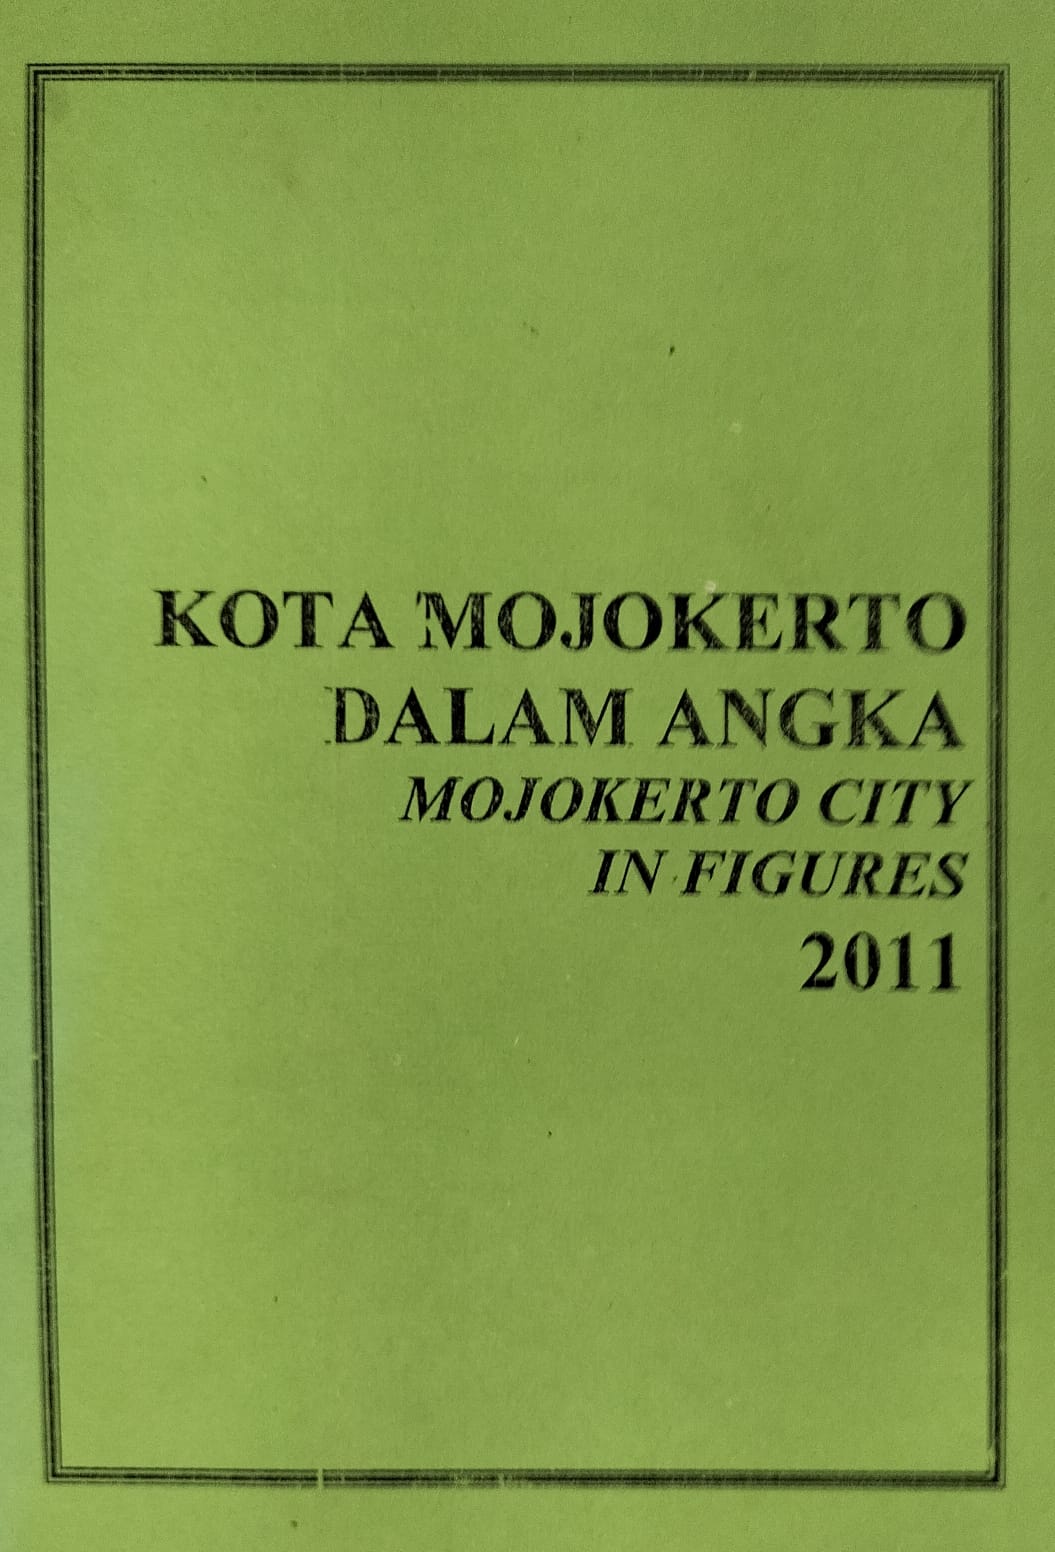 KOTA MOJOKERTO
DALAM ANGKA
MOJOKERTO CITY
IN FIGURES
2011